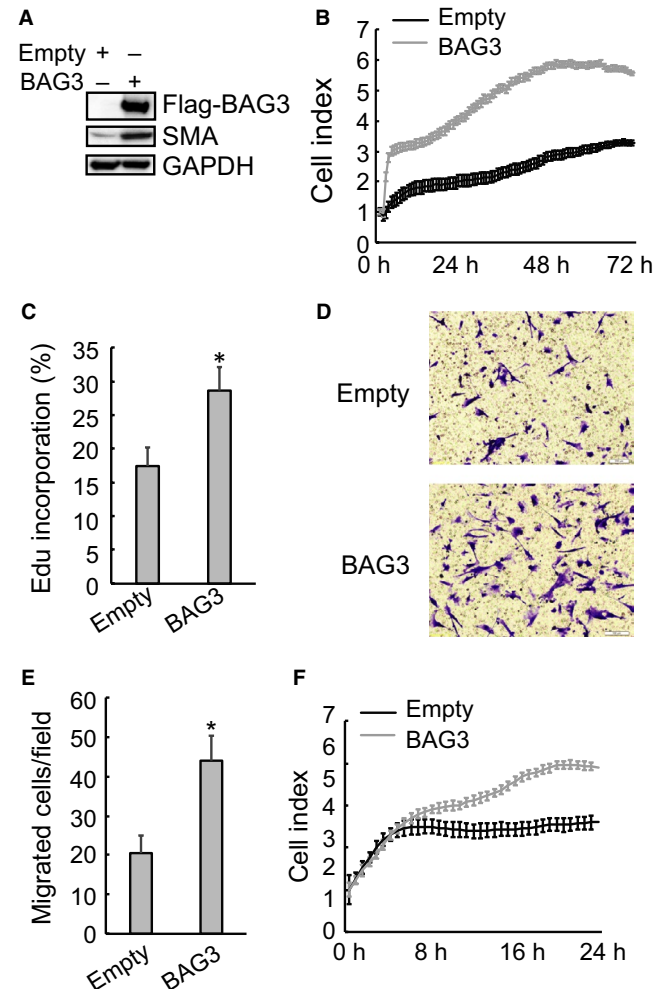 A
Empty + –
BAG3 – +
Flag-BAG3
SMA
GAPDH
B
Empty
BAG3
Cell index
7
6
5
4
3
2
1
0
0 h 24 h 48 h 72 h
C
Edu incorporation (%)
35
30
25
20
15
10
5
0
*
Empty BAG3
D
Empty
BAG3
E
Migrated cells/field
60
50
40
30
20
10
0
*
Empty BAG3
F
Empty
BAG3
Cell index
7
6
5
4
3
2
1
0
0 h 8 h 16 h 24 h